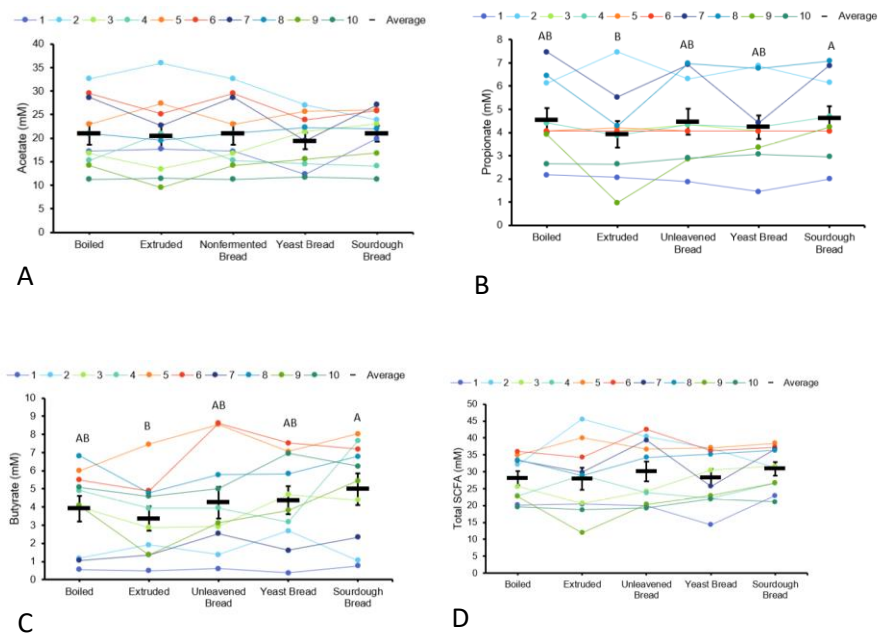 1 2 3 4 5 6 7 8 9 10 Average
Acetate (mM)
40
35
30
25
20
15
10
5
0
Boiled Extruded Nonfermented Bread Yeast Bread Sourdough Bread
A
1 2 3 4 5 6 7 8 9 10 Average
Propionate (mM)
8
7
6
5
4
3
2
1
0
AB B AB AB A
Boiled Extruded Unleavened Bread Yeast Bread Sourdough Bread
B
1 2 3 4 5 6 7 8 9 10 Average
Butyrate (mM)
10
9
8
7
6
5
4
3
2
1
0
AB B AB AB A
Boiled Extruded Unleavened Bread Yeast Bread Sourdough Bread
C
1 2 3 4 5 6 7 8 9 10 Average
Total SCFA (mM)
50
45
40
35
30
25
20
15
10
5
0
Boiled Extruded Unleavened Bread Yeast Bread Sourdough Bread
D